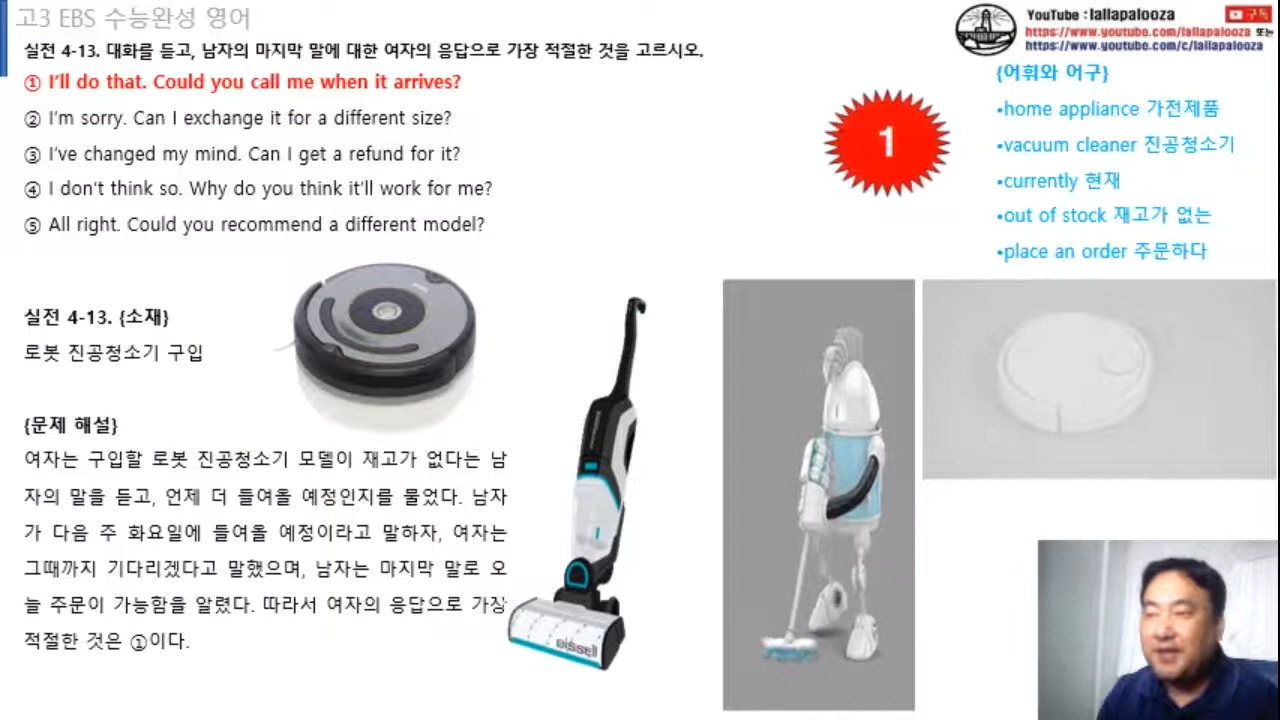 고3 EBS 수능완성 영어
실전 4-13. 대화를 듣고, 남자의 마지막 말에 대한 여자의 응답으로 가장 적절한 것을 고르시오.
① I'll do that. Could you call me when it arrives?
② I'm sorry. Can I exchange it for a different size?
③ I've changed my mind. Can I get a refund for it?
④ I don't think so. Why do you think it'll work for me?
⑤ All right. Could you recommend a different model?
1
YouTube : lallapalooza
구독
https://www.youtube.com/lallapalooza 또는
https://www.youtube.com/c/lallapalooza
{어휘와 어구}
•home appliance 가전제품
•vacuum cleaner 진공청소기
•currently 현재
•out of stock 재고가 없는
•place an order 주문하다
실전 4-13. {소재}
로봇 진공청소기 구입
{문제 해설}
여자는 구입할 로봇 진공청소기 모델이 재고가 없다는 남
자의 말을 듣고, 언제 더 들여올 예정인지를 물었다. 남자
가 다음 주 화요일에 들여올 예정이라고 말하자, 여자는
그때까지 기다리겠다고 말했으며, 남자는 마지막 말로 오
늘 주문이 가능함을 알렸다. 따라서 여자의 응답으로 가장
적절한 것은 ①이다.
BISSELL